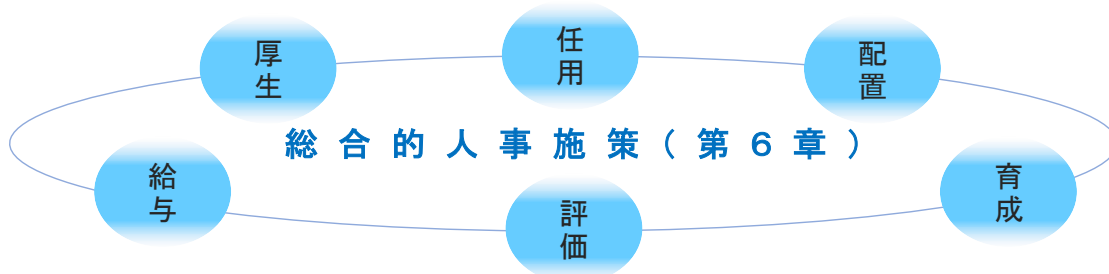 厚生
任用
配置
総合的人事施策（第６章）
給与
評価
育成